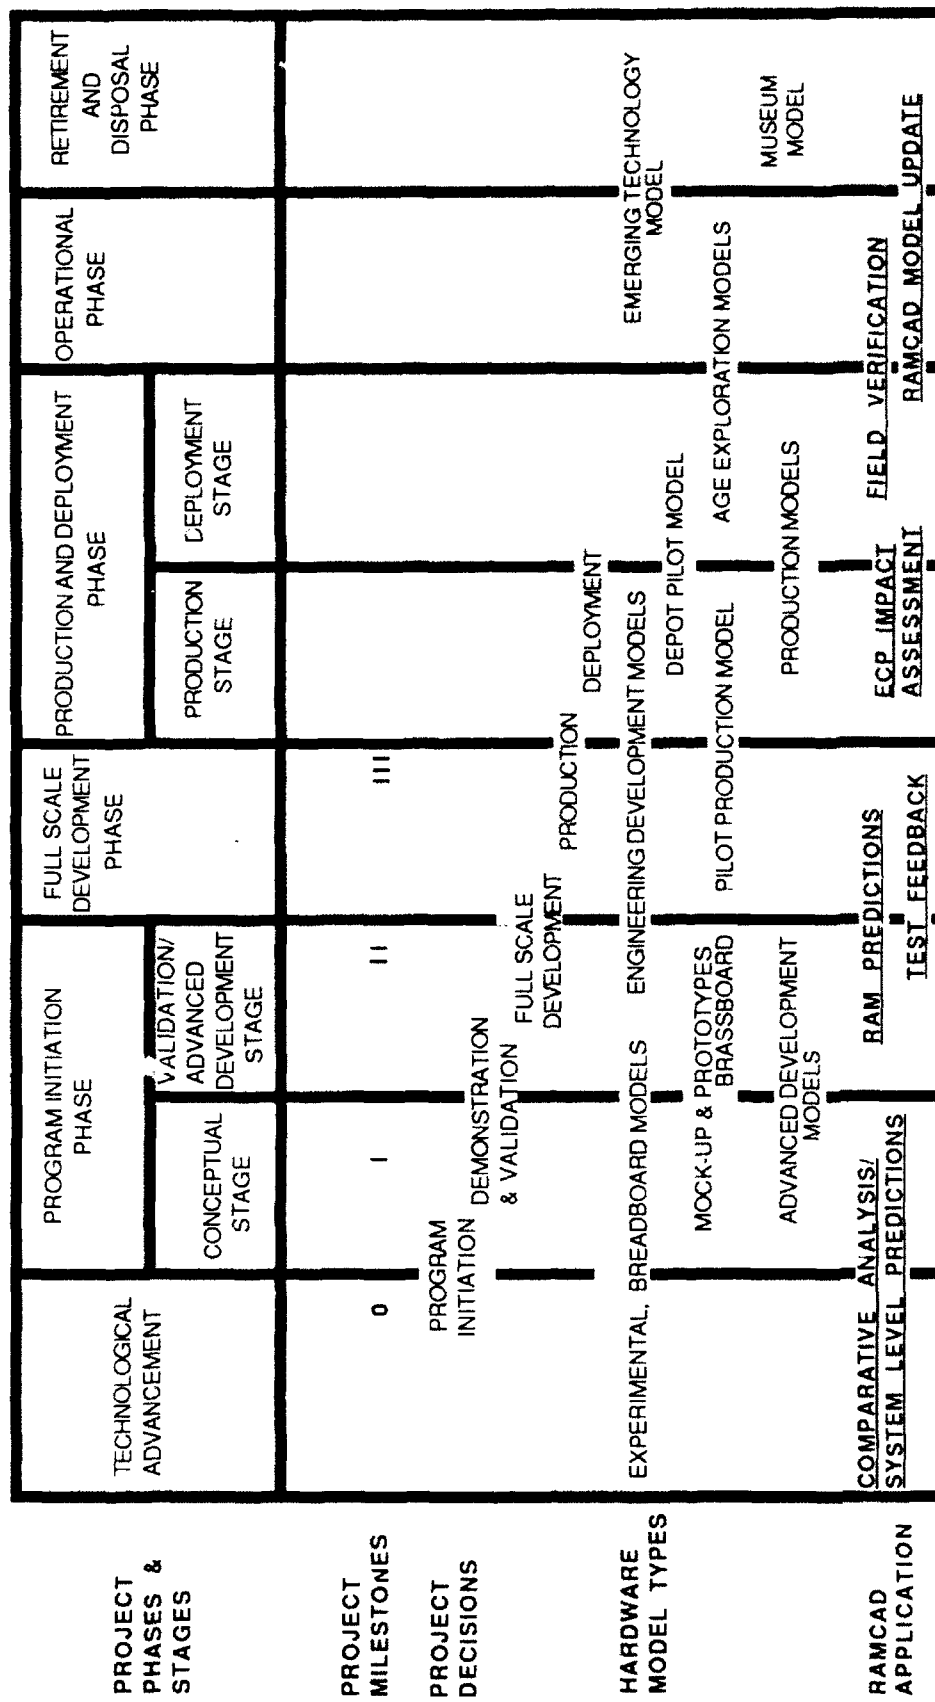 PROJECT
PHASES &
STAGES
TECHNOLOGICAL
ADVANCEMENT
PROGRAM INITIATION
PHASE
CONCEPTUAL
STAGE
VALIDATION/
ADVANCED
DEVELOPMENT
STAGE
FULL SCALE
DEVELOPMENT
PHASE
PRODUCTION AND DEPLOYMENT
PHASE
PRODUCTION
STAGE
DEPLOYMENT
STAGE
OPERATIONAL
PHASE
RETIREMENT
AND
DISPOSAL
PHASE
PROJECT
MILESTONES
0
I
II
III
PROJECT
DECISIONS
PROGRAM
INITIATION
DEMONSTRATION
& VALIDATION
FULL SCALE
DEVELOPMENT
PRODUCTION
DEPLOYMENT
HARDWARE
MODEL TYPES
EXPERIMENTAL, BREADBOARD MODELS
ENGINEERING DEVELOPMENT MODELS
EMERGING TECHNOLOGY
MODEL
DEPOT PILOT MODEL
MOCK-UP & PROTOTYPES
BRASSBOARD
PILOT PRODUCTION MODEL
AGE EXPLORATION MODELS
ADVANCED DEVELOPMENT
MODELS
PRODUCTION MODELS
MUSEUM
MODEL
RAMCAD
APPLICATION
COMPARATIVE ANALYSIS/
SYSTEM LEVEL PREDICTIONS
RAM PREDICTIONS
TEST FEEDBACK
ECP IMPACT
ASSESSMENT
FIELD VERIFICATION
RAMCAD MODEL UPDATE